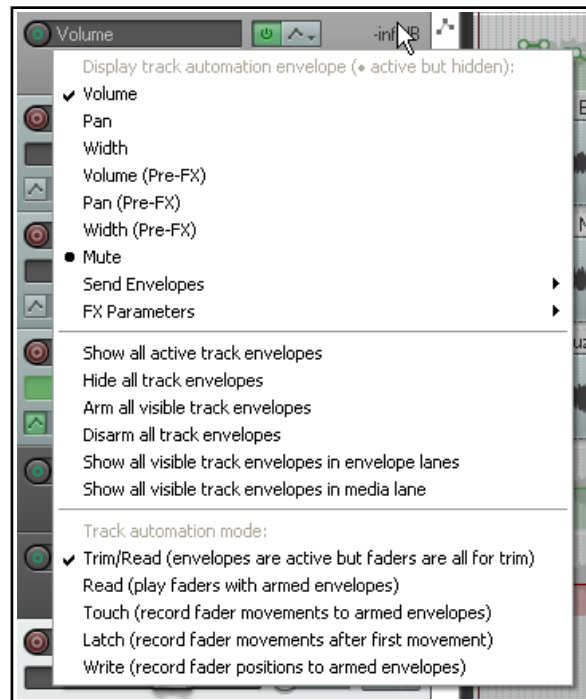 Volume
-inf dB
Display track automation envelope (• active but hidden):
Volume
Pan
Width
Volume (Pre-FX)
Pan (Pre-FX)
Width (Pre-FX)
Mute
Send Envelopes
FX Parameters
Show all active track envelopes
Hide all track envelopes
Arm all visible track envelopes
Disarm all track envelopes
Show all visible track envelopes in envelope lanes
Show all visible track envelopes in media lane
Track automation mode:
Trim/Read (envelopes are active but faders are all for trim)
Read (play faders with armed envelopes)
Touch (record fader movements to armed envelopes)
Latch (record fader movements after first movement)
Write (record fader positions to armed envelopes)